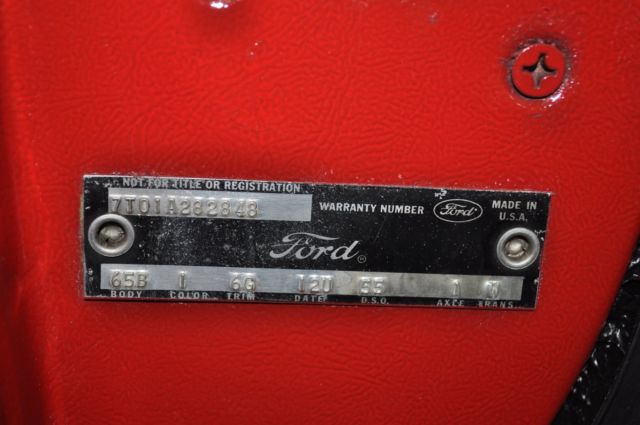 NOT FOR TITLE OR REGISTRATION
7T01A282848 WARRANTY NUMBER Ford MADE IN U.S.A.
Ford®
65B 1 6G 12U 55 1 W
BODY COLOR TRIM DATE D.S.O. AXLE TRANS.